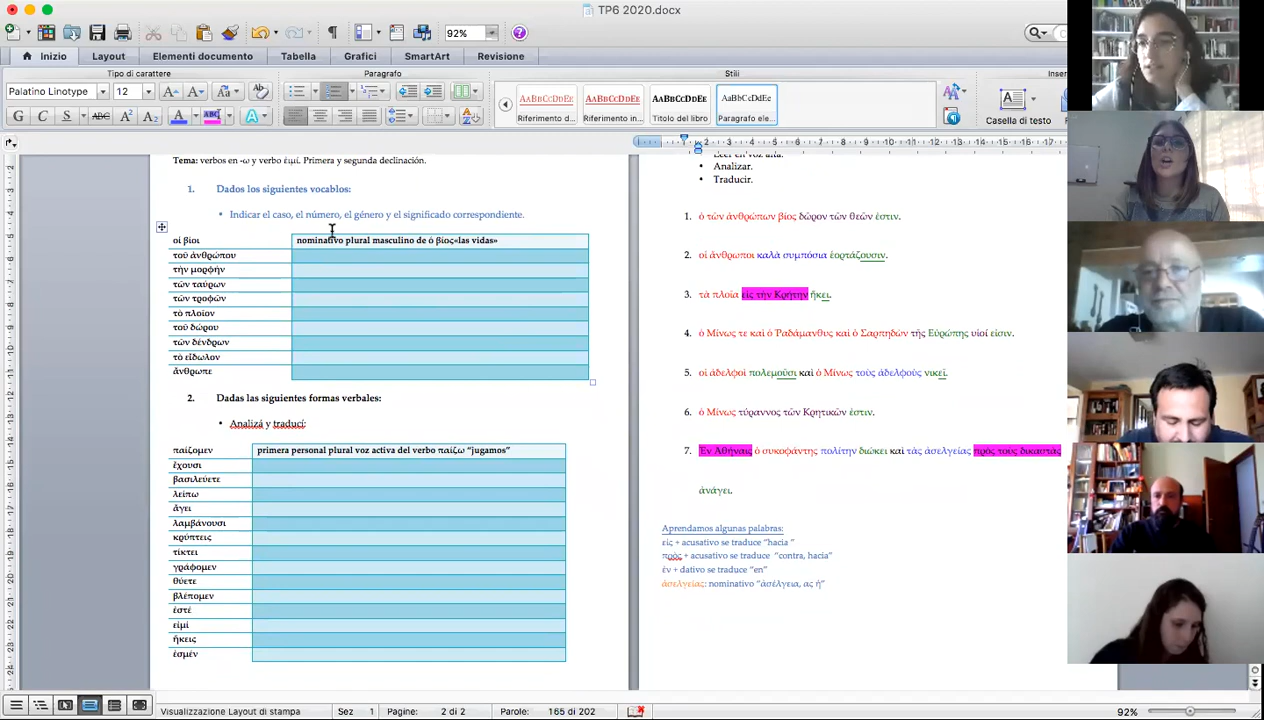 TP6 2020.docx
92%
Inizio Layout Elementi documento Tabella Grafici SmartArt Revisione
Tipo di carattere Paragrafo Stili
Palatino Linotype 12
AaBbCcDdEe AaBbCcDdEe AaBbCcDdEe AaBbCcDdEe
Riferimento d... Riferimento in... Titolo del libro Paragrafo ele...
Casella di testo
Tema: verbos en -ω y verbo εἰμί. Primera y segunda declinación.
1. Dados los siguientes vocablos:
• Indicar el caso, el número, el género y el significado correspondiente.
οἱ βίοι nominativo plural masculino de ὁ βίος«las vidas»
τοῦ ἀνθρώπου
τὴν μορφήν
τῶν ταύρων
τῶν τροφῶν
τὸ πλοῖον
τοῦ δώρου
τῶν δένδρων
τὸ εἴδωλον
ἄνθρωπε
2. Dadas las siguientes formas verbales:
• Analizá y traducí:
παίζομεν primera personal plural voz activa del verbo παίζω “jugamos”
ἔχουσι
βασιλεύετε
λείπω
ἄγει
λαμβάνουσι
κρύπτεις
τίκτει
γράφομεν
θύετε
βλέπομεν
ἐστέ
εἰμί
ἥκεις
ἐσμέν
• Leer en voz alta.
• Analizar.
• Traducir.
1. ὁ τῶν ἀνθρώπων βίος δῶρον τῶν θεῶν ἐστιν.
2. οἱ ἄνθρωποι καλὰ συμπόσια ἑορτάζουσιν.
3. τὰ πλοῖα εἰς τὴν Κρήτην ἥκει.
4. ὁ Μίνως τε καὶ ὁ Ῥαδάμανθυς καὶ ὁ Σαρπηδὼν τῆς Εὐρώπης υἱοί εἰσιν.
5. οἱ ἀδελφοὶ πολεμοῦσι καὶ ὁ Μίνως τοὺς ἀδελφοὺς νικεῖ.
6. ὁ Μίνως τύραννος τῶν Κρητικῶν ἐστιν.
7. Ἐν Ἀθήναις ὁ συκοφάντης πολίτην διώκει καὶ τὰς ἀσελγείας πρὸς τοὺς δικαστὰς
ἀνάγει.
Aprendamos algunas palabras:
εἰς + acusativo se traduce “hacia ”
πρὸς + acusativo se traduce “contra, hacia”
ἐν + dativo se traduce “en”
ἀσελγείας: nominativo “ἀσέλγεια, ας ἡ”
Visualizzazione Layout di stampa Sez 1 Pagine: 2 di 2 Parole: 165 di 202 92%